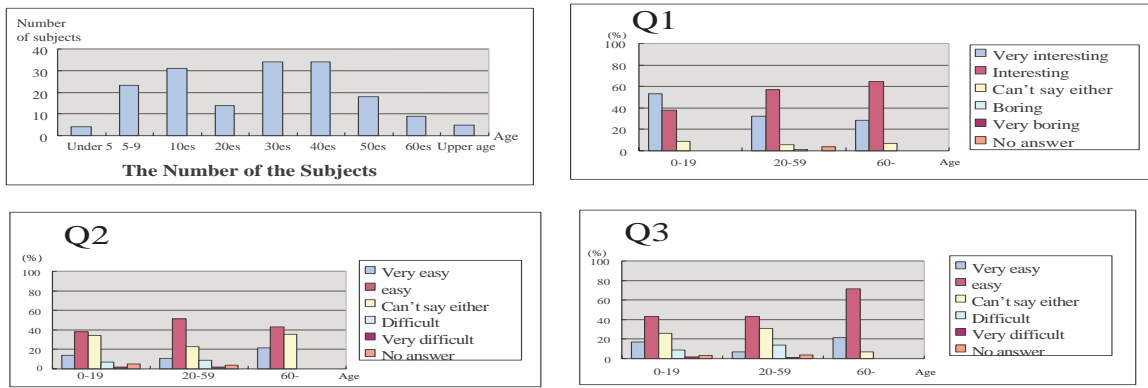 Number
of subjects
40
30
20
10
0
Under 5 5-9 10es 20es 30es 40es 50es 60es Upper age
Age
The Number of the Subjects
Q1
(%)
100
80
60
40
20
0
0-19 20-59 60- Age
Very interesting
Interesting
Can't say either
Boring
Very boring
No answer
Q2
(%)
100
80
60
40
20
0
0-19 20-59 60- Age
Very easy
easy
Can't say either
Difficult
Very difficult
No answer
Q3
(%)
100
80
60
40
20
0
0-19 20-59 60- Age
Very easy
easy
Can't say either
Difficult
Very difficult
No answer